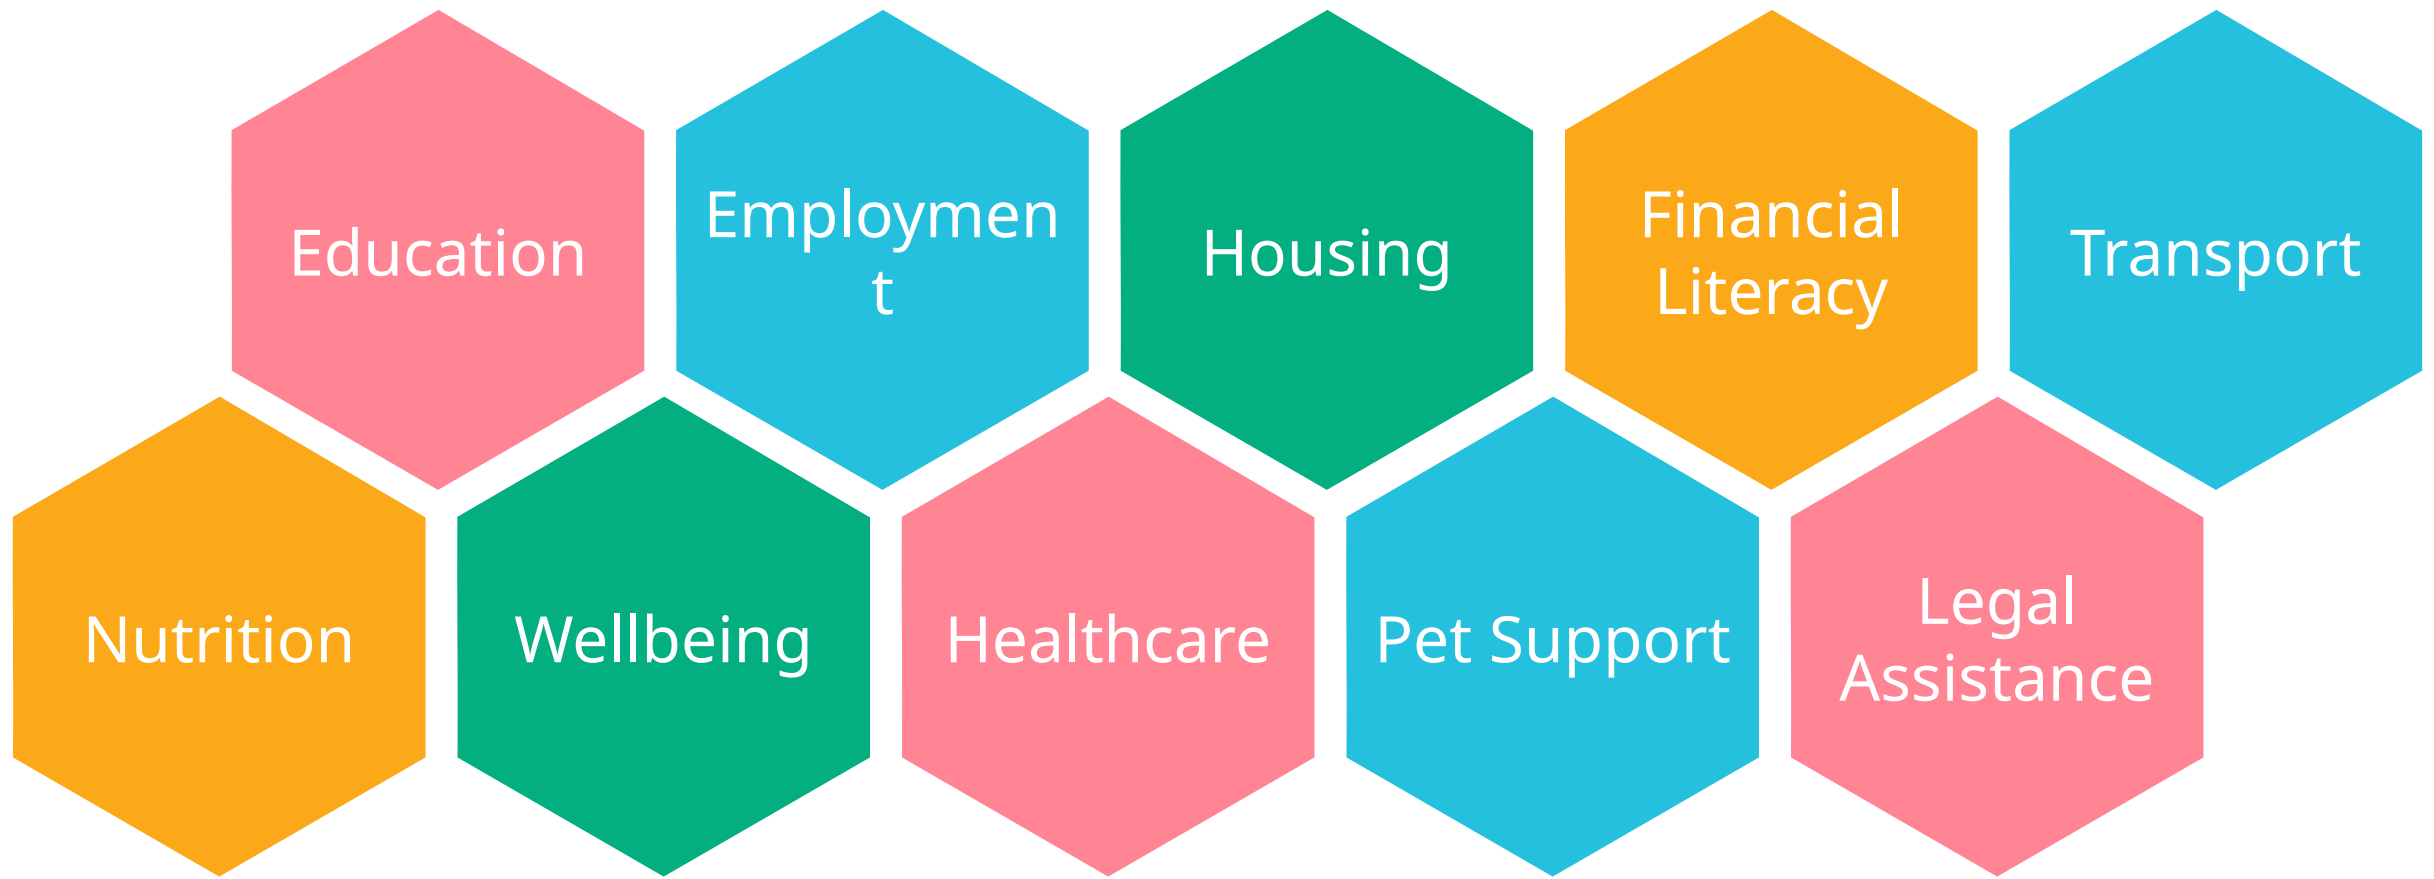 Education
Employmen
t
Housing
Financial
Literacy
Transport
Nutrition
Wellbeing
Healthcare
Pet Support
Legal
Assistance